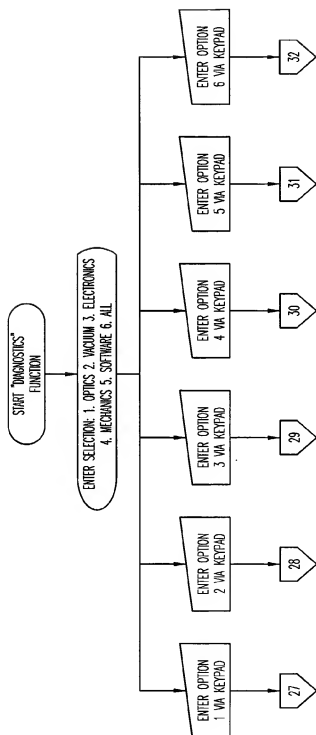 START "DIAGNOSTICS"
FUNCTION
ENTER SELECTION: 1. OPTICS 2. VACUUM 3. ELECTRONICS
4. MECHANICS 5. SOFTWARE 6. ALL
ENTER OPTION
1 VIA KEYPAD
ENTER OPTION
2 VIA KEYPAD
ENTER OPTION
3 VIA KEYPAD
ENTER OPTION
4 VIA KEYPAD
ENTER OPTION
5 VIA KEYPAD
ENTER OPTION
6 VIA KEYPAD
27
28
29
30
31
32